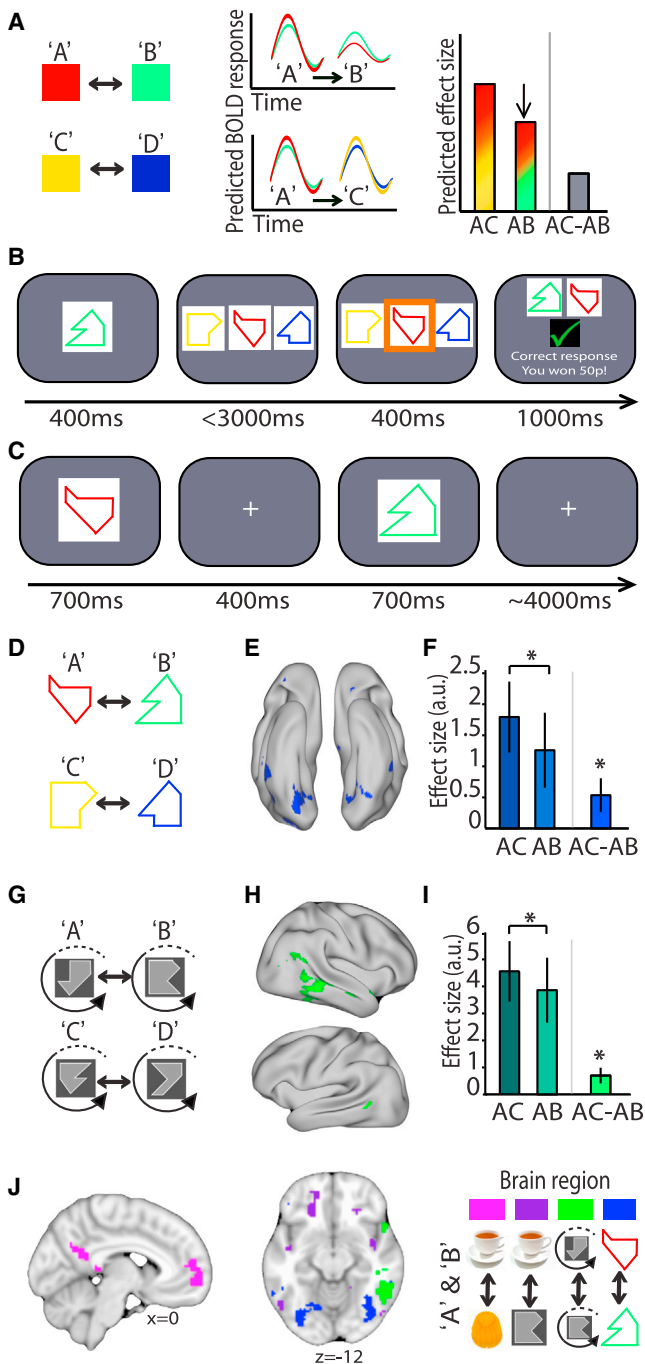 A
'A' 'B'
'C' 'D'
Predicted BOLD response
'A' 'B'
Time
'A' 'C'
Time
Predicted effect size
AC AB AC-AB
B
Correct response
You won 50p!
400ms <3000ms 400ms 1000ms
C
+ +
700ms 400ms 700ms ~4000ms
D
'A' 'B'
'C' 'D'
E
F
Effect size (a.u.)
2.5
2
1.5
1
0.5
0
*
*
AC AB AC-AB
G
'A' 'B'
'C' 'D'
H
I
Effect size (a.u.)
6
5
4
3
2
1
0
*
*
AC AB AC-AB
J
x=0
z=-12
Brain region
'A' & 'B'